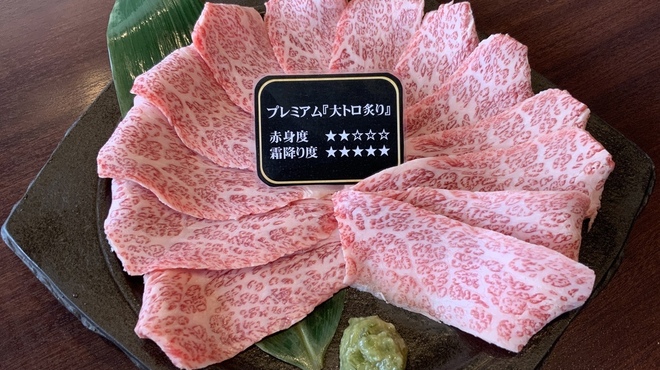 プレミアム『大トロ炙り』
赤身度 ★★☆☆☆
霜降り度 ★★★★★